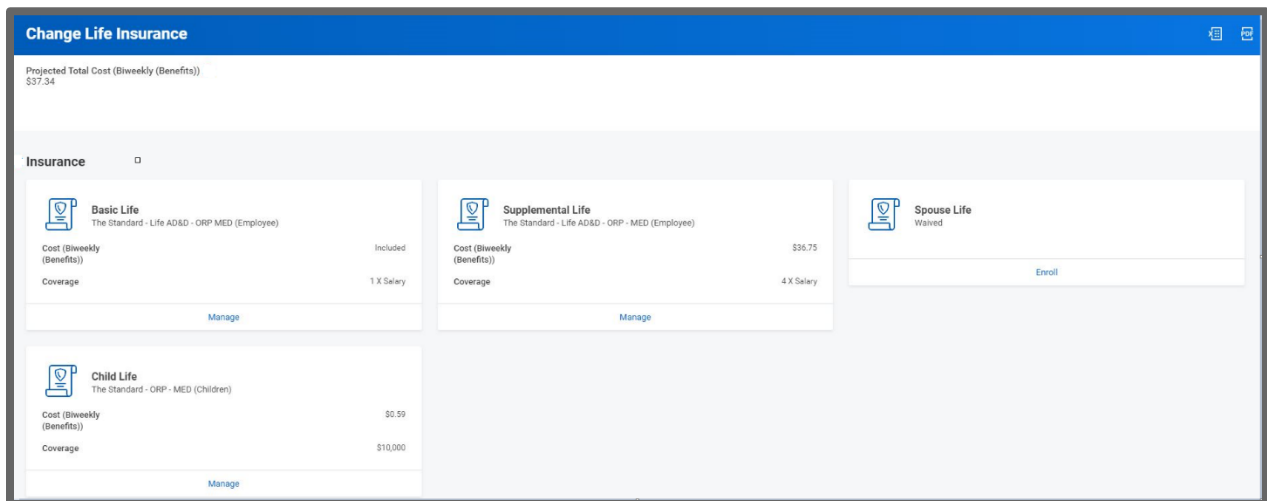 Change Life Insurance
PDF
Projected Total Cost (Biweekly (Benefits))
$37.34
Insurance
Basic Life
The Standard - Life AD&D - ORP MED (Employee)
Cost (Biweekly
(Benefits))
Included
Coverage
1 X Salary
Manage
Supplemental Life
The Standard - Life AD&D - ORP - MED (Employee)
Cost (Biweekly
(Benefits))
$36.75
Coverage
4 X Salary
Manage
Spouse Life
Waived
Enroll
Child Life
The Standard - ORP - MED (Children)
Cost (Biweekly
(Benefits))
$0.59
Coverage
$10,000
Manage